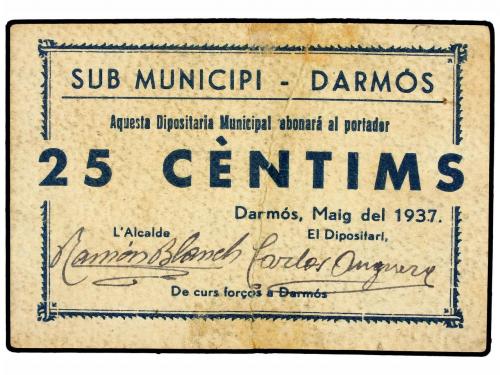 SUB MUNICIPI - DARMÓS
Aquesta Dipositaria Municipal abonará al portador
25 CÈNTIMS
Darmós, Maig del 1937.
L'Alcalde El Dipositari,
Ramón Blanch Carlos Anguera
De curs forços a Darmós